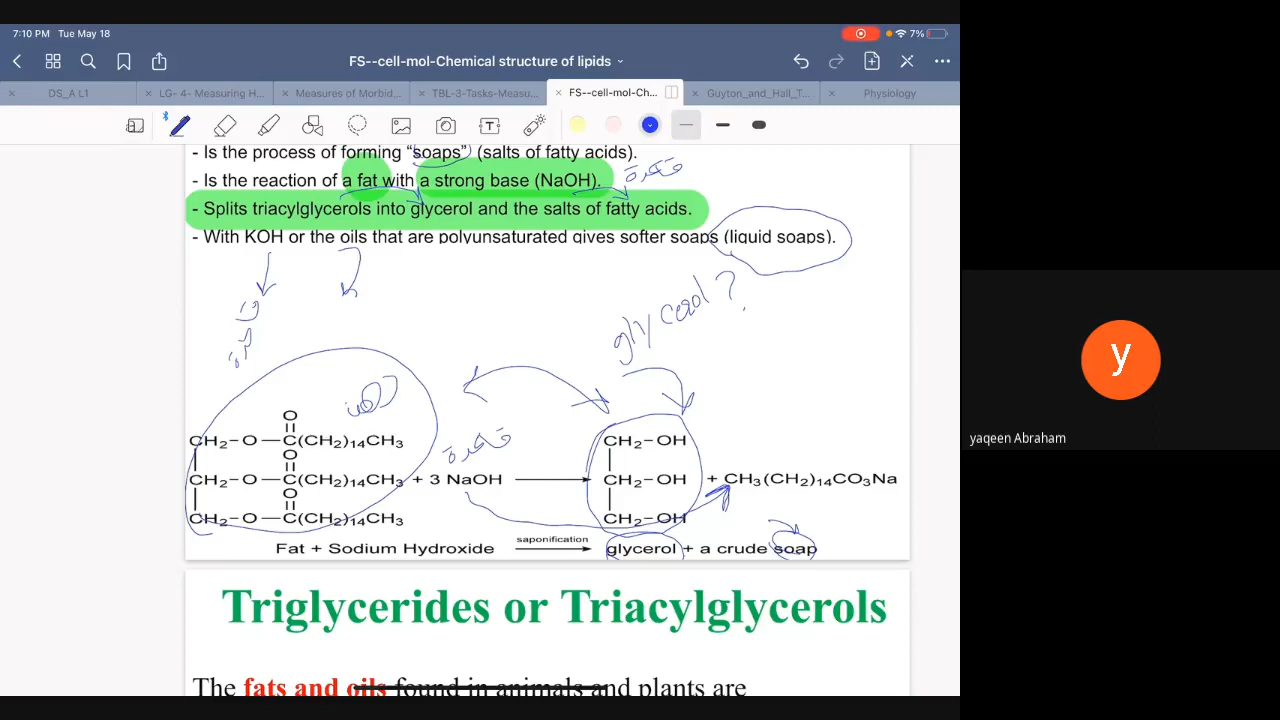 7:10 PM Tue May 18
7%
FS--cell-mol-Chemical structure of lipids
DS_A L1
LG- 4- Measuring H...
Measures of Morbid...
TBL-3-Tasks-Measu...
FS--cell-mol-Ch...
Guyton_and_Hall_T...
Physiology
- Is the process of forming “soaps” (salts of fatty acids).
- Is the reaction of a fat with a strong base (NaOH).
- Splits triacylglycerols into glycerol and the salts of fatty acids.
- With KOH or the oils that are polyunsaturated gives softer soaps (liquid soaps).
glycerol?
O
CH2-O-C(CH2)14CH3
O
CH2-O-C(CH2)14CH3 + 3 NaOH
O
CH2-O-C(CH2)14CH3
CH2-OH
CH2-OH + CH3(CH2)14CO3Na
CH2-OH
Fat + Sodium Hydroxide saponification glycerol + a crude soap
Triglycerides or Triacylglycerols
The fats and oils found in animals and plants are
y
yaqeen Abraham